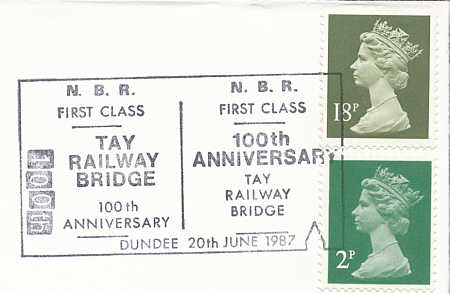 N. B. R.
FIRST CLASS
TAY
RAILWAY
BRIDGE
100th
ANNIVERSARY
N. B. R.
FIRST CLASS
100th
ANNIVERSARY
TAY
RAILWAY
BRIDGE
DUNDEE 20th JUNE 1987
18P
2P